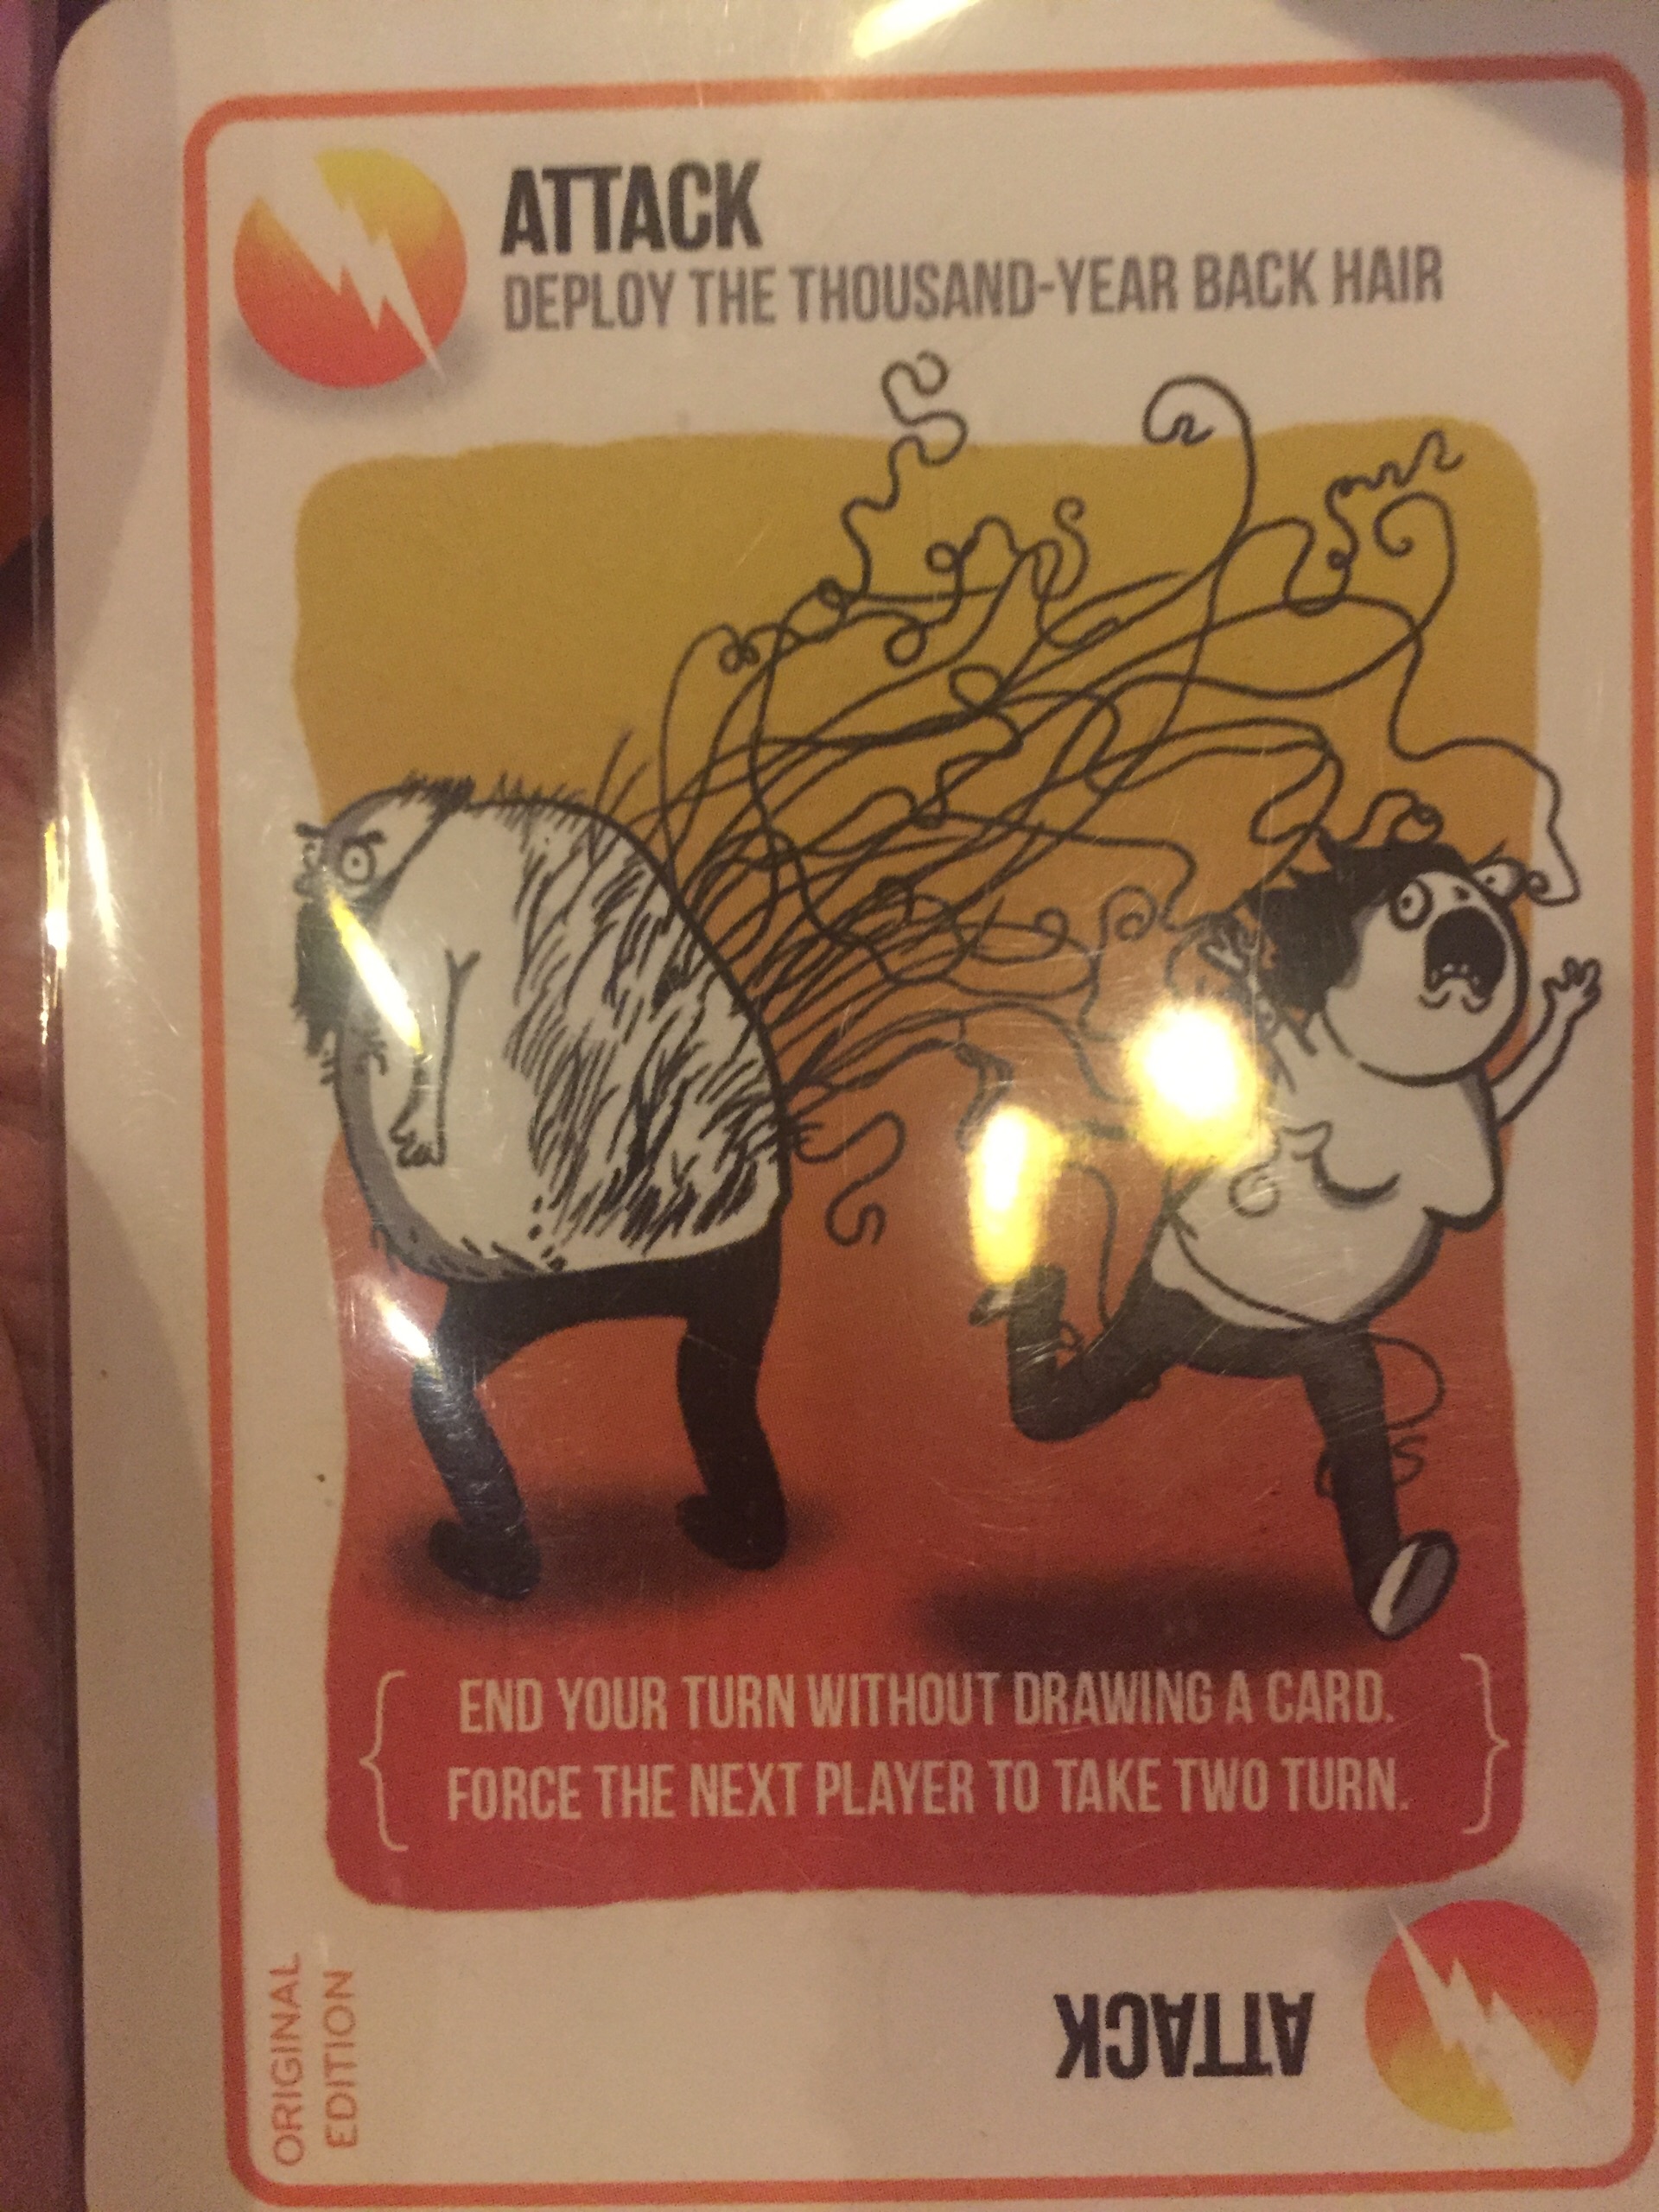 ATTACK
DEPLOY THE THOUSAND-YEAR BACK HAIR
END YOUR TURN WITHOUT DRAWING A CARD.
FORCE THE NEXT PLAYER TO TAKE TWO TURN.
ORIGINAL
EDITION
ATTACK